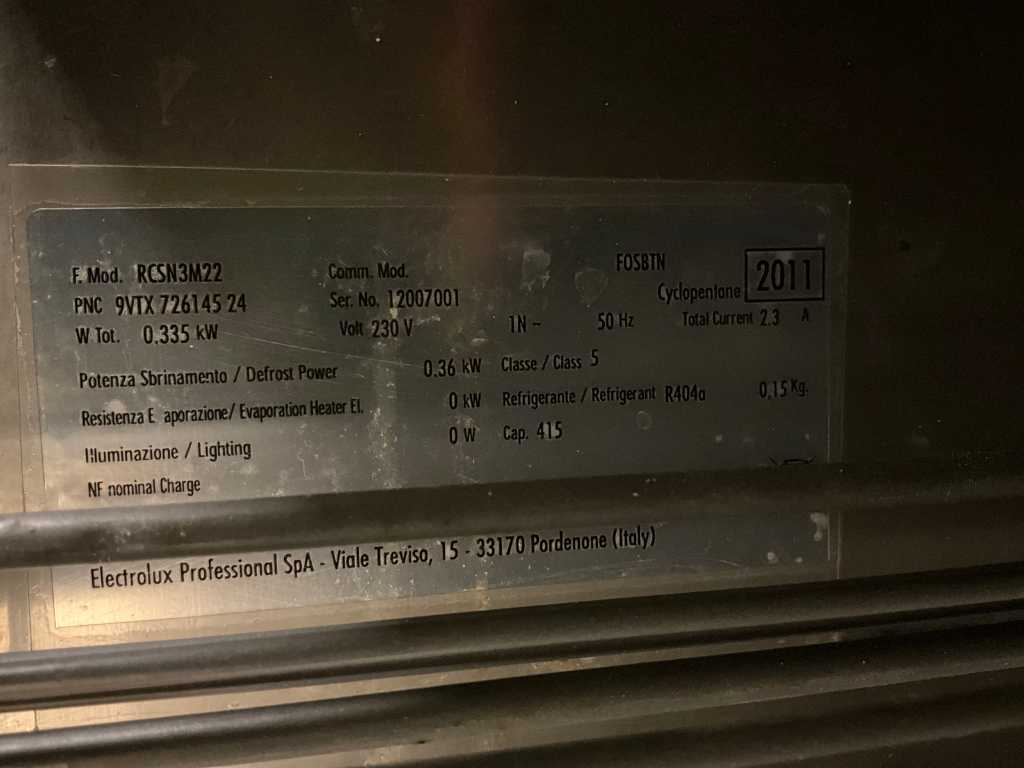 F. Mod. RCSN3M22 Comm. Mod. FOSBTN
PNC 9VTX 726145 24 Ser. No. 12007001 Cyclopentane 2011
W Tot. 0.335 kW Volt 230 V 1N ~ 50 Hz Total Current 2.3 A
Potenza Sbrinamento / Defrost Power 0.36 kW Classe / Class 5
Resistenza E aporazione/ Evaporation Heater El. 0 kW Refrigerante / Refrigerant R404a 0,15 Kg.
Illuminazione / Lighting 0 W Cap. 415
NF nominal Charge
Electrolux Professional SpA - Viale Treviso, 15 - 33170 Pordenone (Italy)